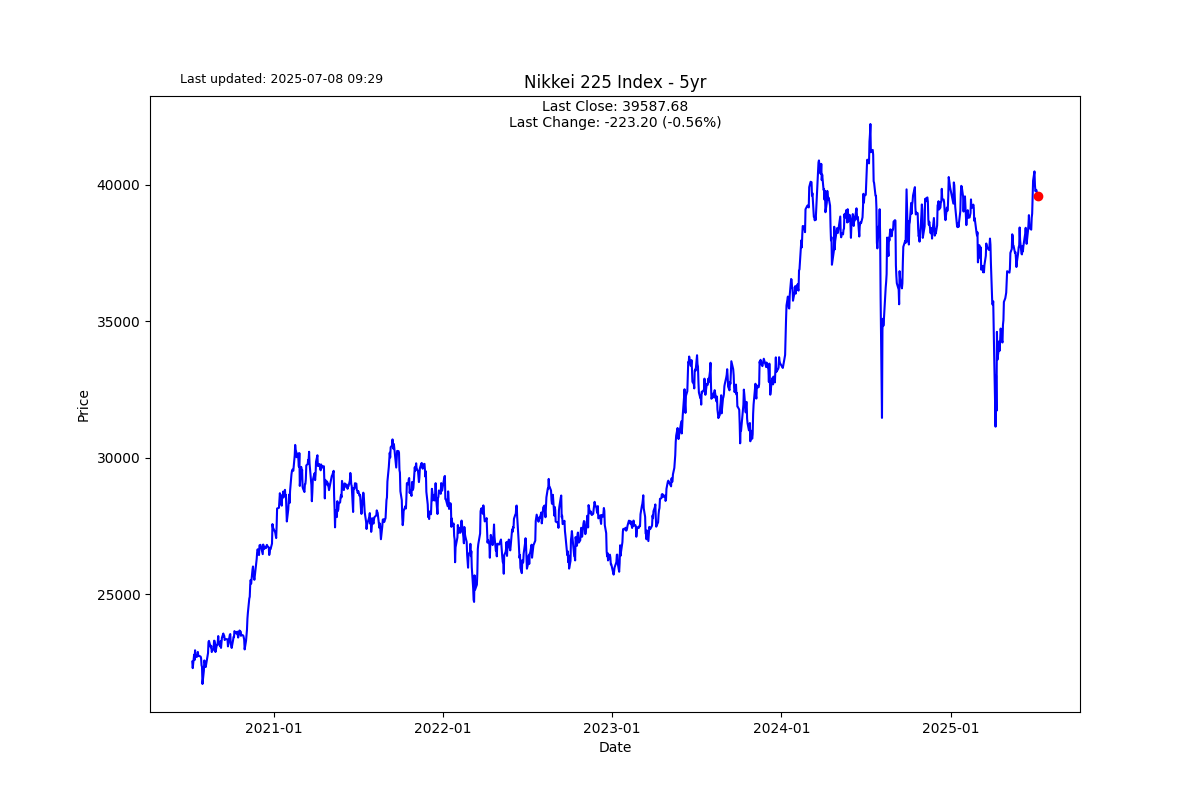 Last updated: 2025-07-08 09:29
Nikkei 225 Index - 5yr
Last Close: 39587.68
Last Change: -223.20 (-0.56%)
40000
35000
30000
25000
Price
2021-01
2022-01
2023-01
2024-01
2025-01
Date